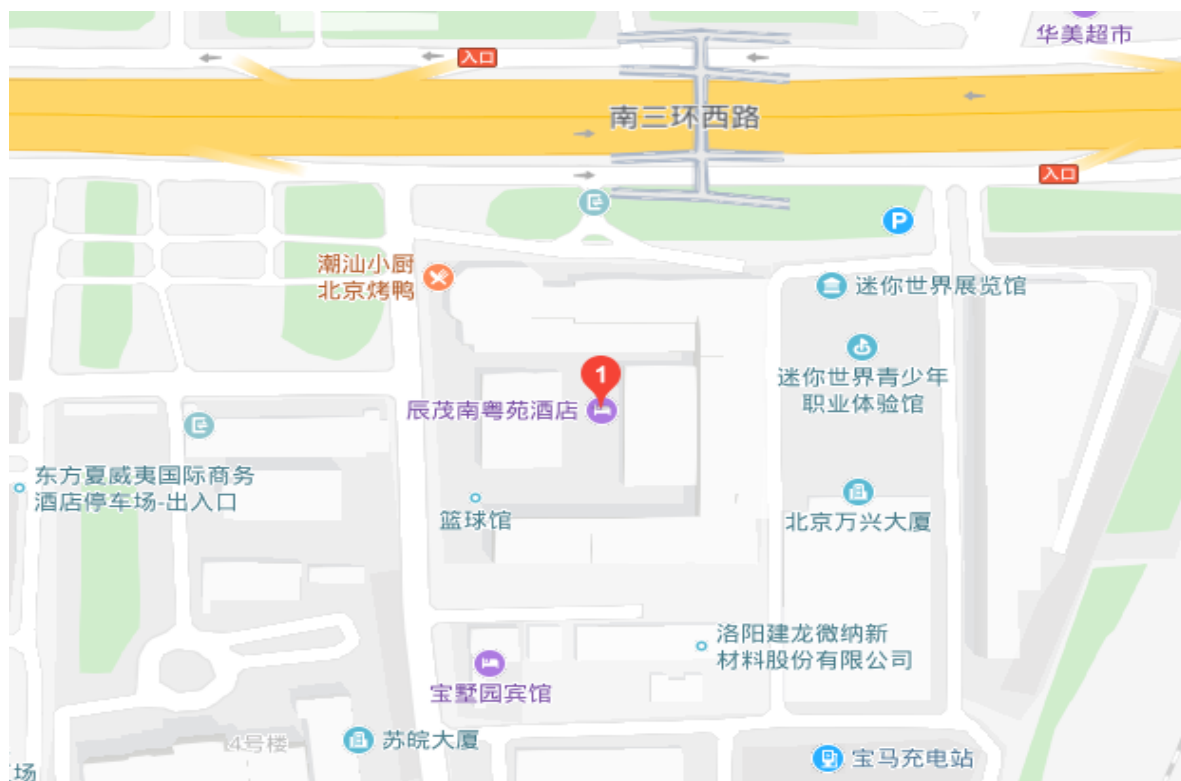 华美超市
入口
南三环西路
入口
P
潮汕小厨
北京烤鸭
迷你世界展览馆
1
迷你世界青少年
职业体验馆
辰茂南粤苑酒店
东方夏威夷国际商务
酒店停车场-出入口
篮球馆
北京万兴大厦
洛阳建龙微纳新
材料股份有限公司
宝墅园宾馆
4号楼
苏皖大厦
宝马充电站
场